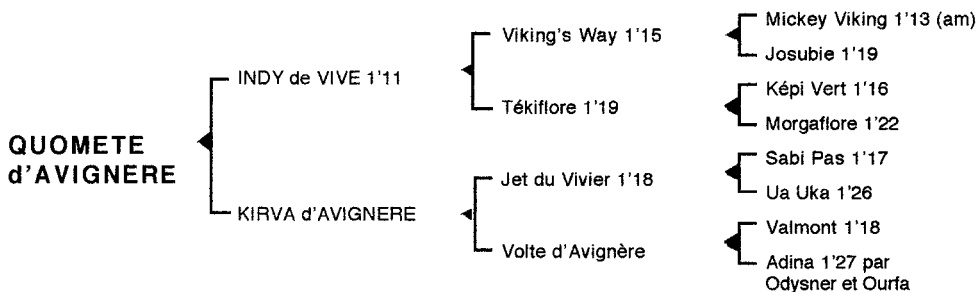 Mickey Viking 1'13 (am)
Viking's Way 1'15
Josubie 1'19
INDY de VIVE 1'11
Képi Vert 1'16
Tékiflore 1'19
Morgaflore 1'22
QUOMETE
d'AVIGNERE
Sabi Pas 1'17
Jet du Vivier 1'18
Ua Uka 1'26
KIRVA d'AVIGNERE
Valmont 1'18
Volte d'Avignère
Adina 1'27 par
Odysner et Ourfa